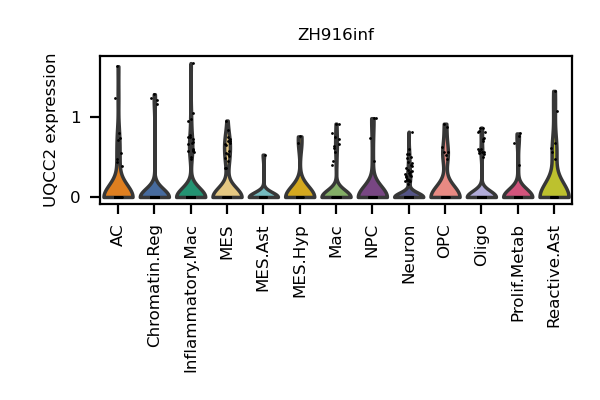 ZH916inf
UQCC2 expression
1
0
AC
Chromatin.Reg
Inflammatory.Mac
MES
MES.Ast
MES.Hyp
Mac
NPC
Neuron
OPC
Oligo
Prolif.Metab
Reactive.Ast